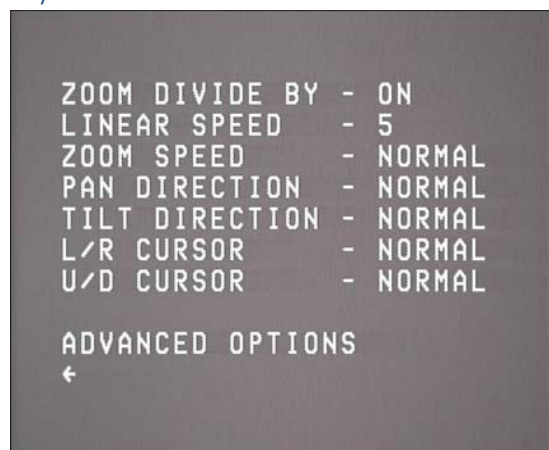 ZOOM DIVIDE BY - ON
LINEAR SPEED - 5
ZOOM SPEED - NORMAL
PAN DIRECTION - NORMAL
TILT DIRECTION - NORMAL
L/R CURSOR - NORMAL
U/D CURSOR - NORMAL
ADVANCED OPTIONS
←